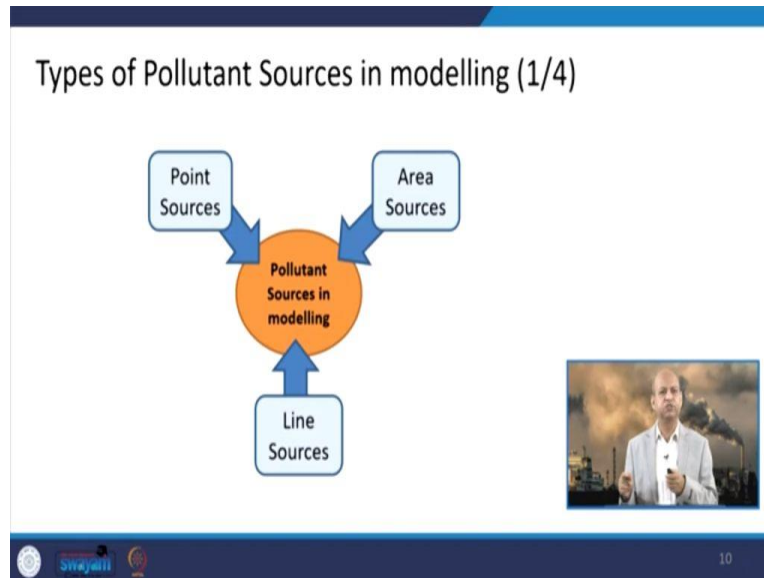 Types of Pollutant Sources in modelling (1/4)
Point
Sources
Area
Sources
Pollutant
Sources in
modelling
Line
Sources
swayam
10